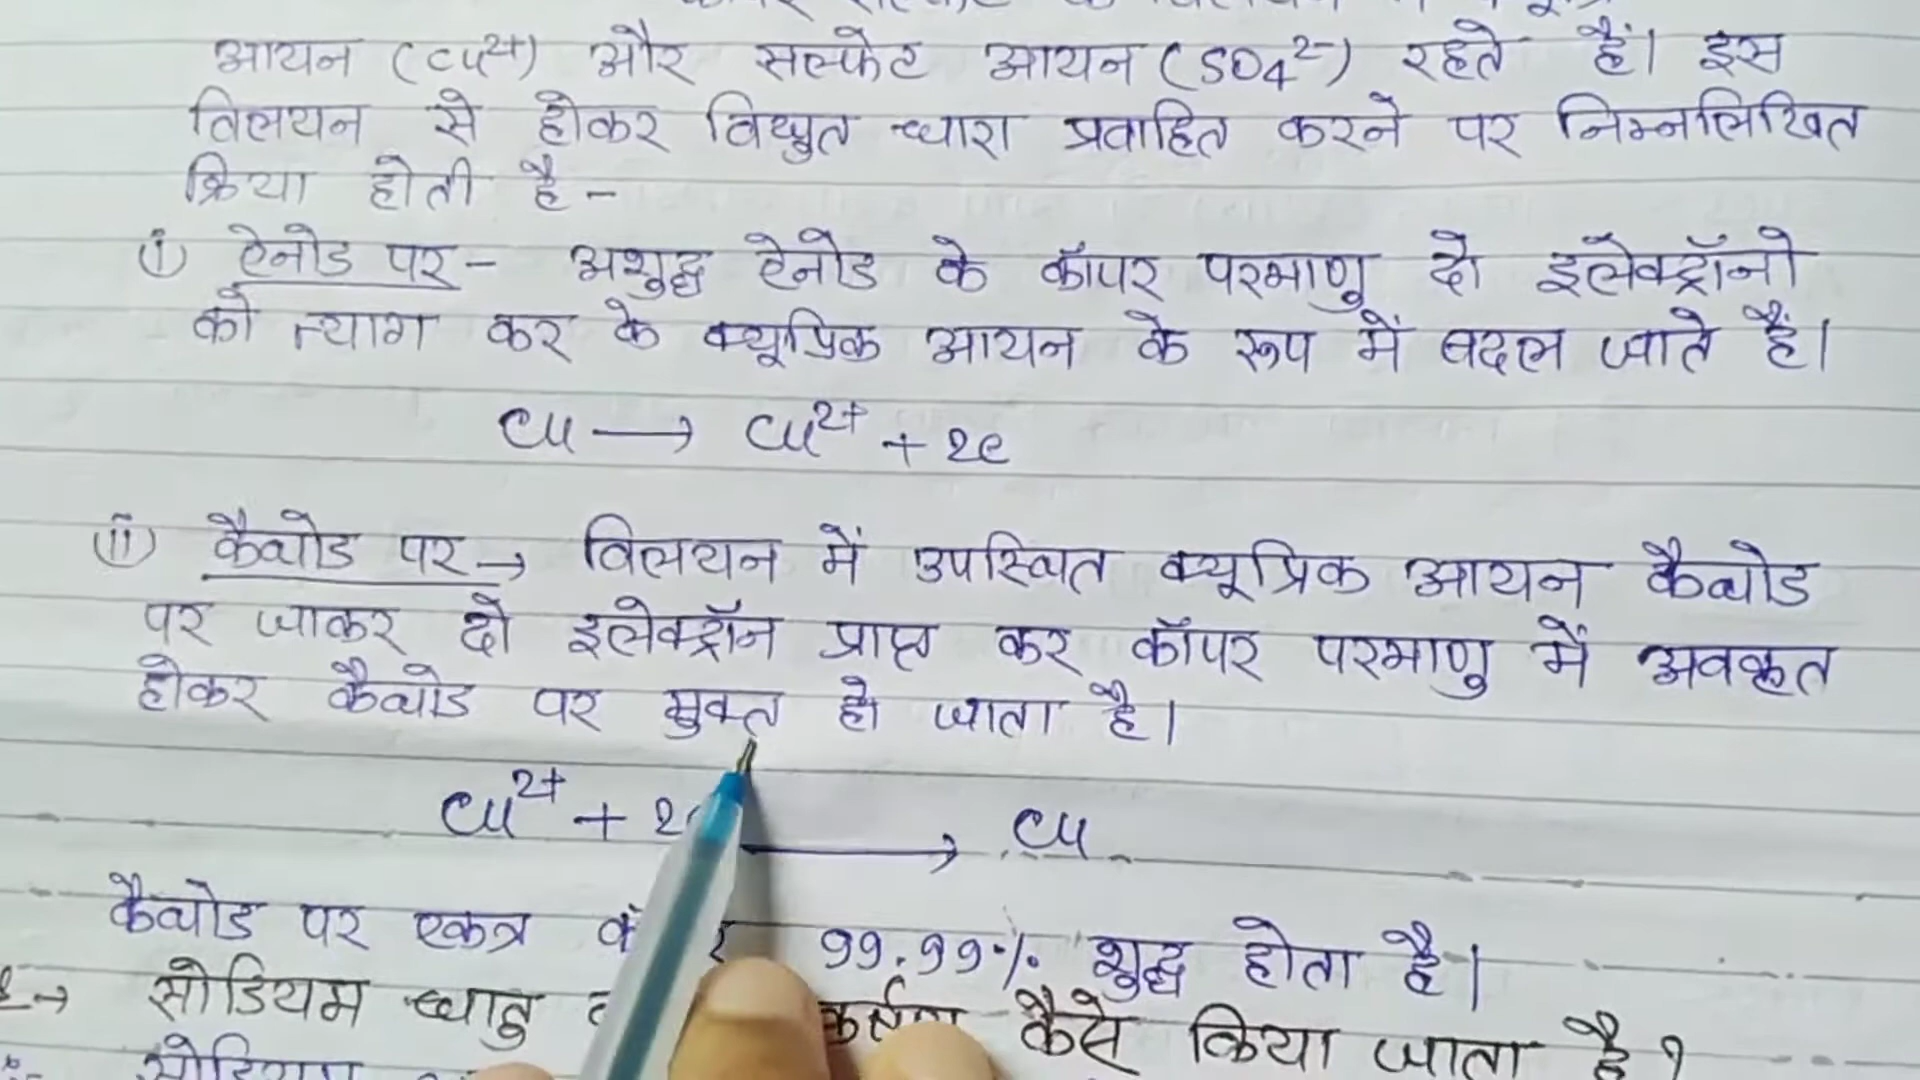 आयन (Cu²⁺) और सल्फेट आयन (SO₄²⁻) रहते हैं। इस
विलयन से होकर विधुत धारा प्रवाहित करने पर निम्नलिखित
क्रिया होती है -
(i) ऐनोड पर - अशुद्ध ऐनोड के कॉपर परमाणु दो इलेक्ट्रॉनो
को त्याग कर के क्यूप्रिक आयन के रूप में बदल जाते हैं।
Cu → Cu²⁺ + 2e
(ii) कैथोड पर → विलयन में उपस्थित क्यूप्रिक आयन कैथोड
पर जाकर दो इलेक्ट्रॉन प्राप्त कर कॉपर परमाणु में अवकृत
होकर कैथोड पर मुक्त हो जाता है।
Cu²⁺ + 2e → Cu
कैथोड पर एकत्र 99.99% शुद्ध होता है।
सोडियम धातु कैसे किया जाता है?